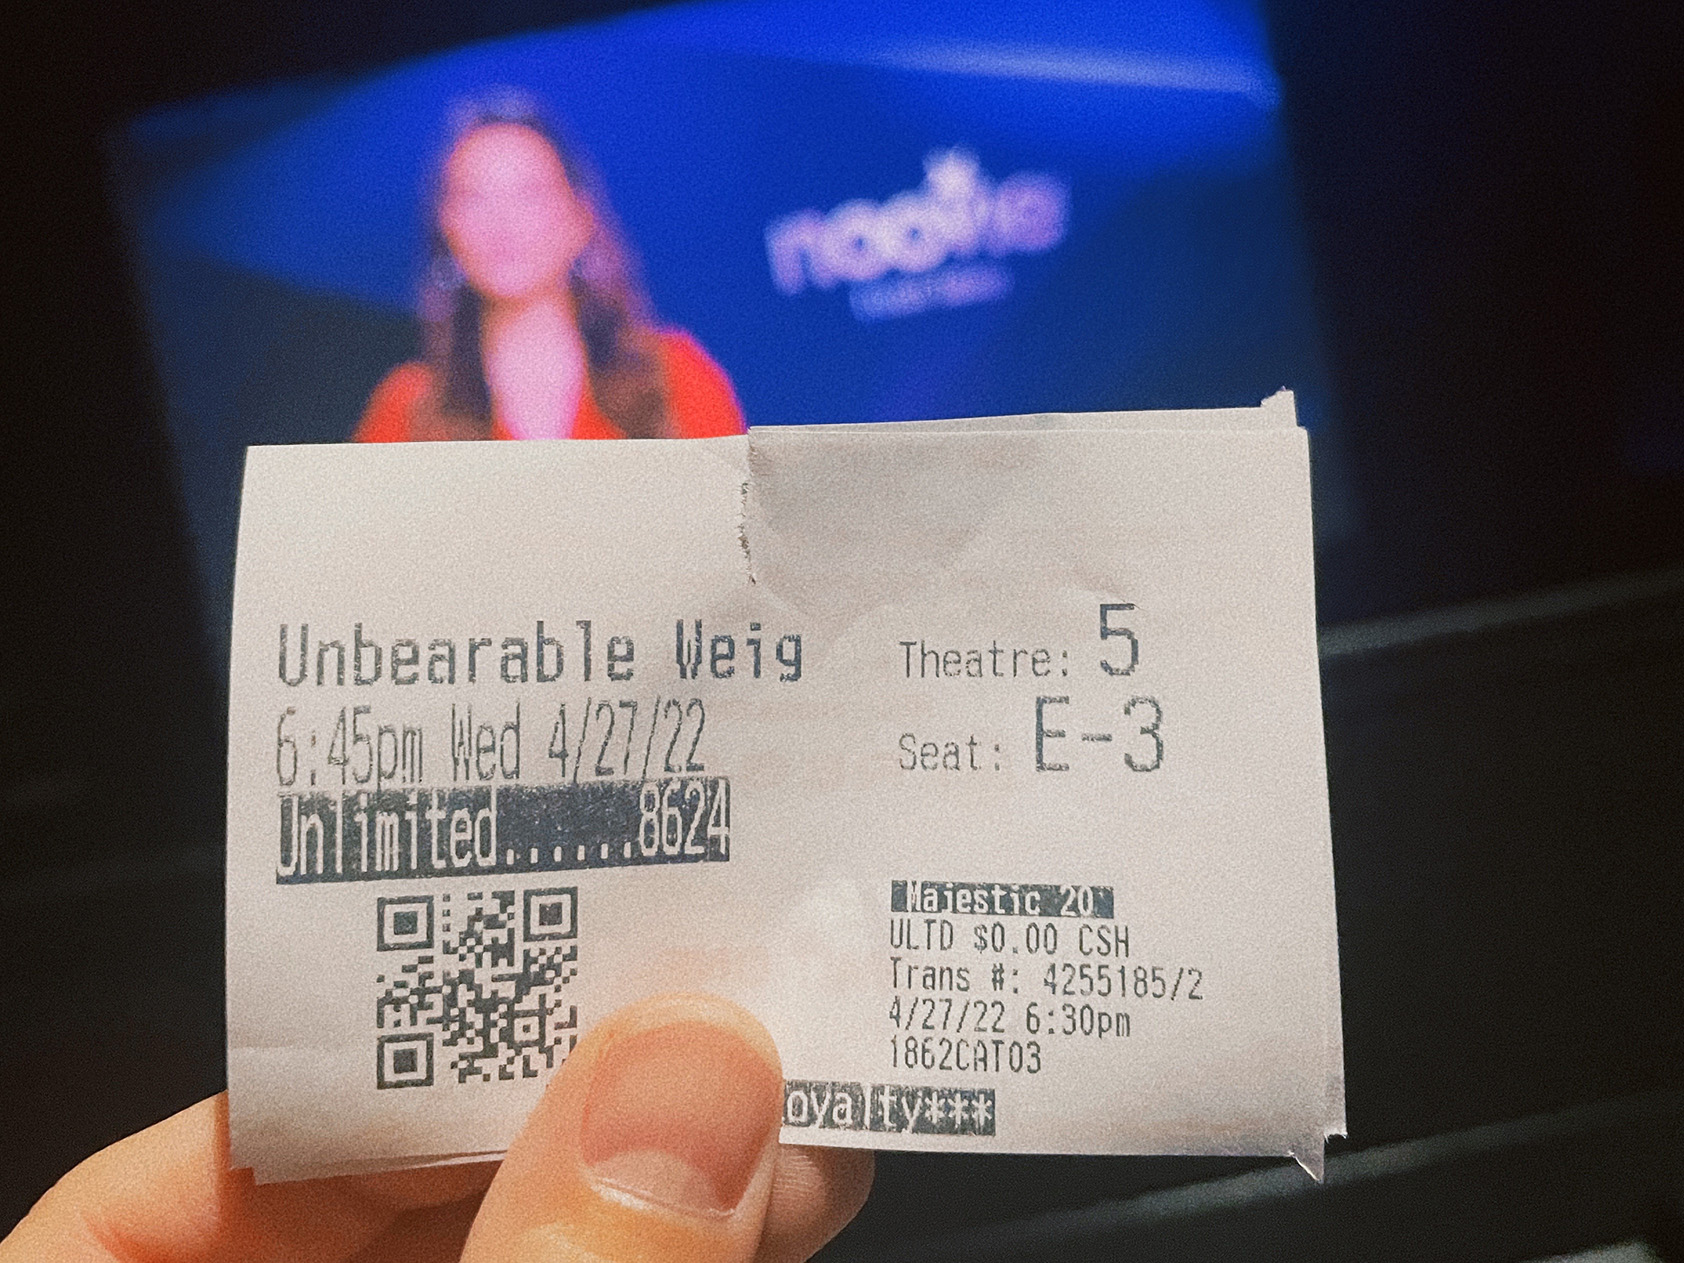 Unbearable Weig
6:45pm Wed 4/27/22
Unlimited......8624
Theatre: 5
Seat: E-3
Majestic 20
ULTD $0.00 CSH
Trans #: 4255185/2
4/27/22 6:30pm
1862CAT03
oyalty***